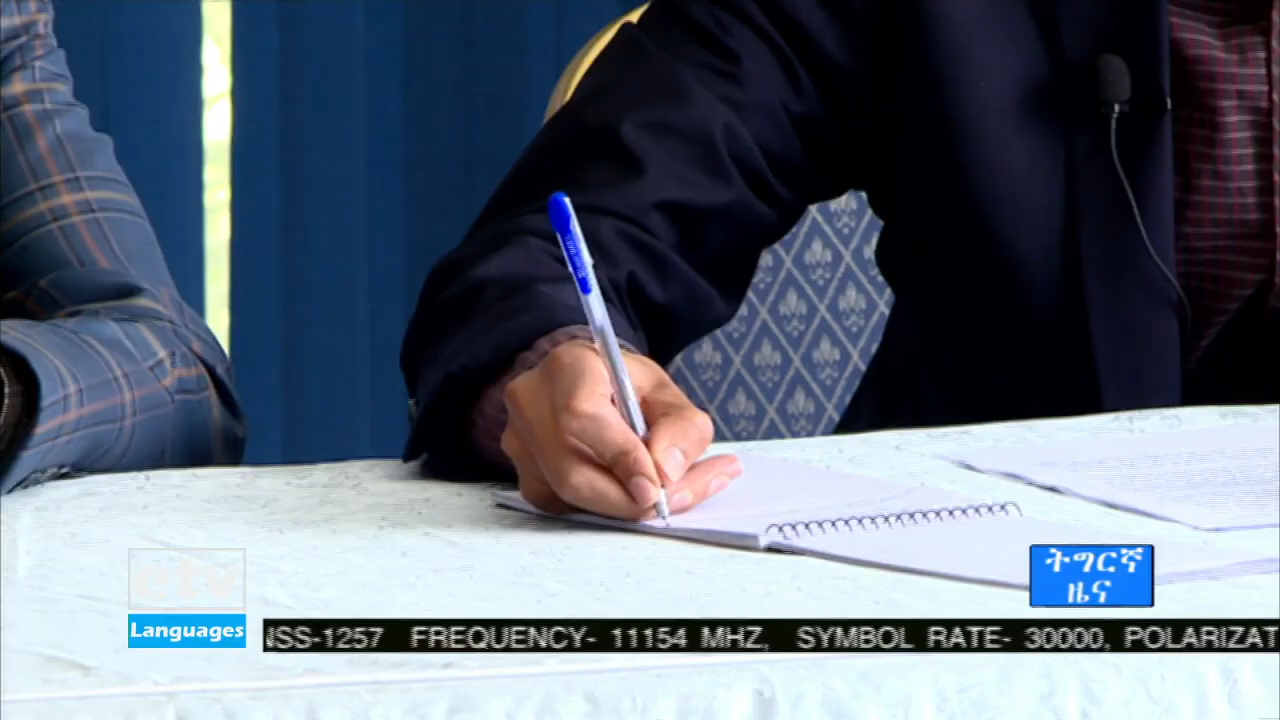 ትግርኛ
ዜና
etv
Languages
NSS-1257 FREQUENCY- 11154 MHZ, SYMBOL RATE- 30000, POLARIZAT